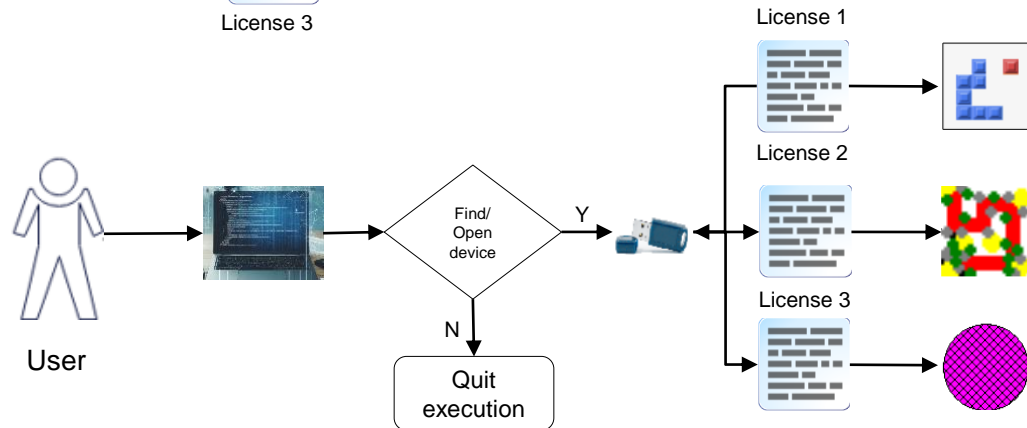 License 3
License 1
License 2
Find/
Open
device
Y
License 3
N
User
Quit
execution